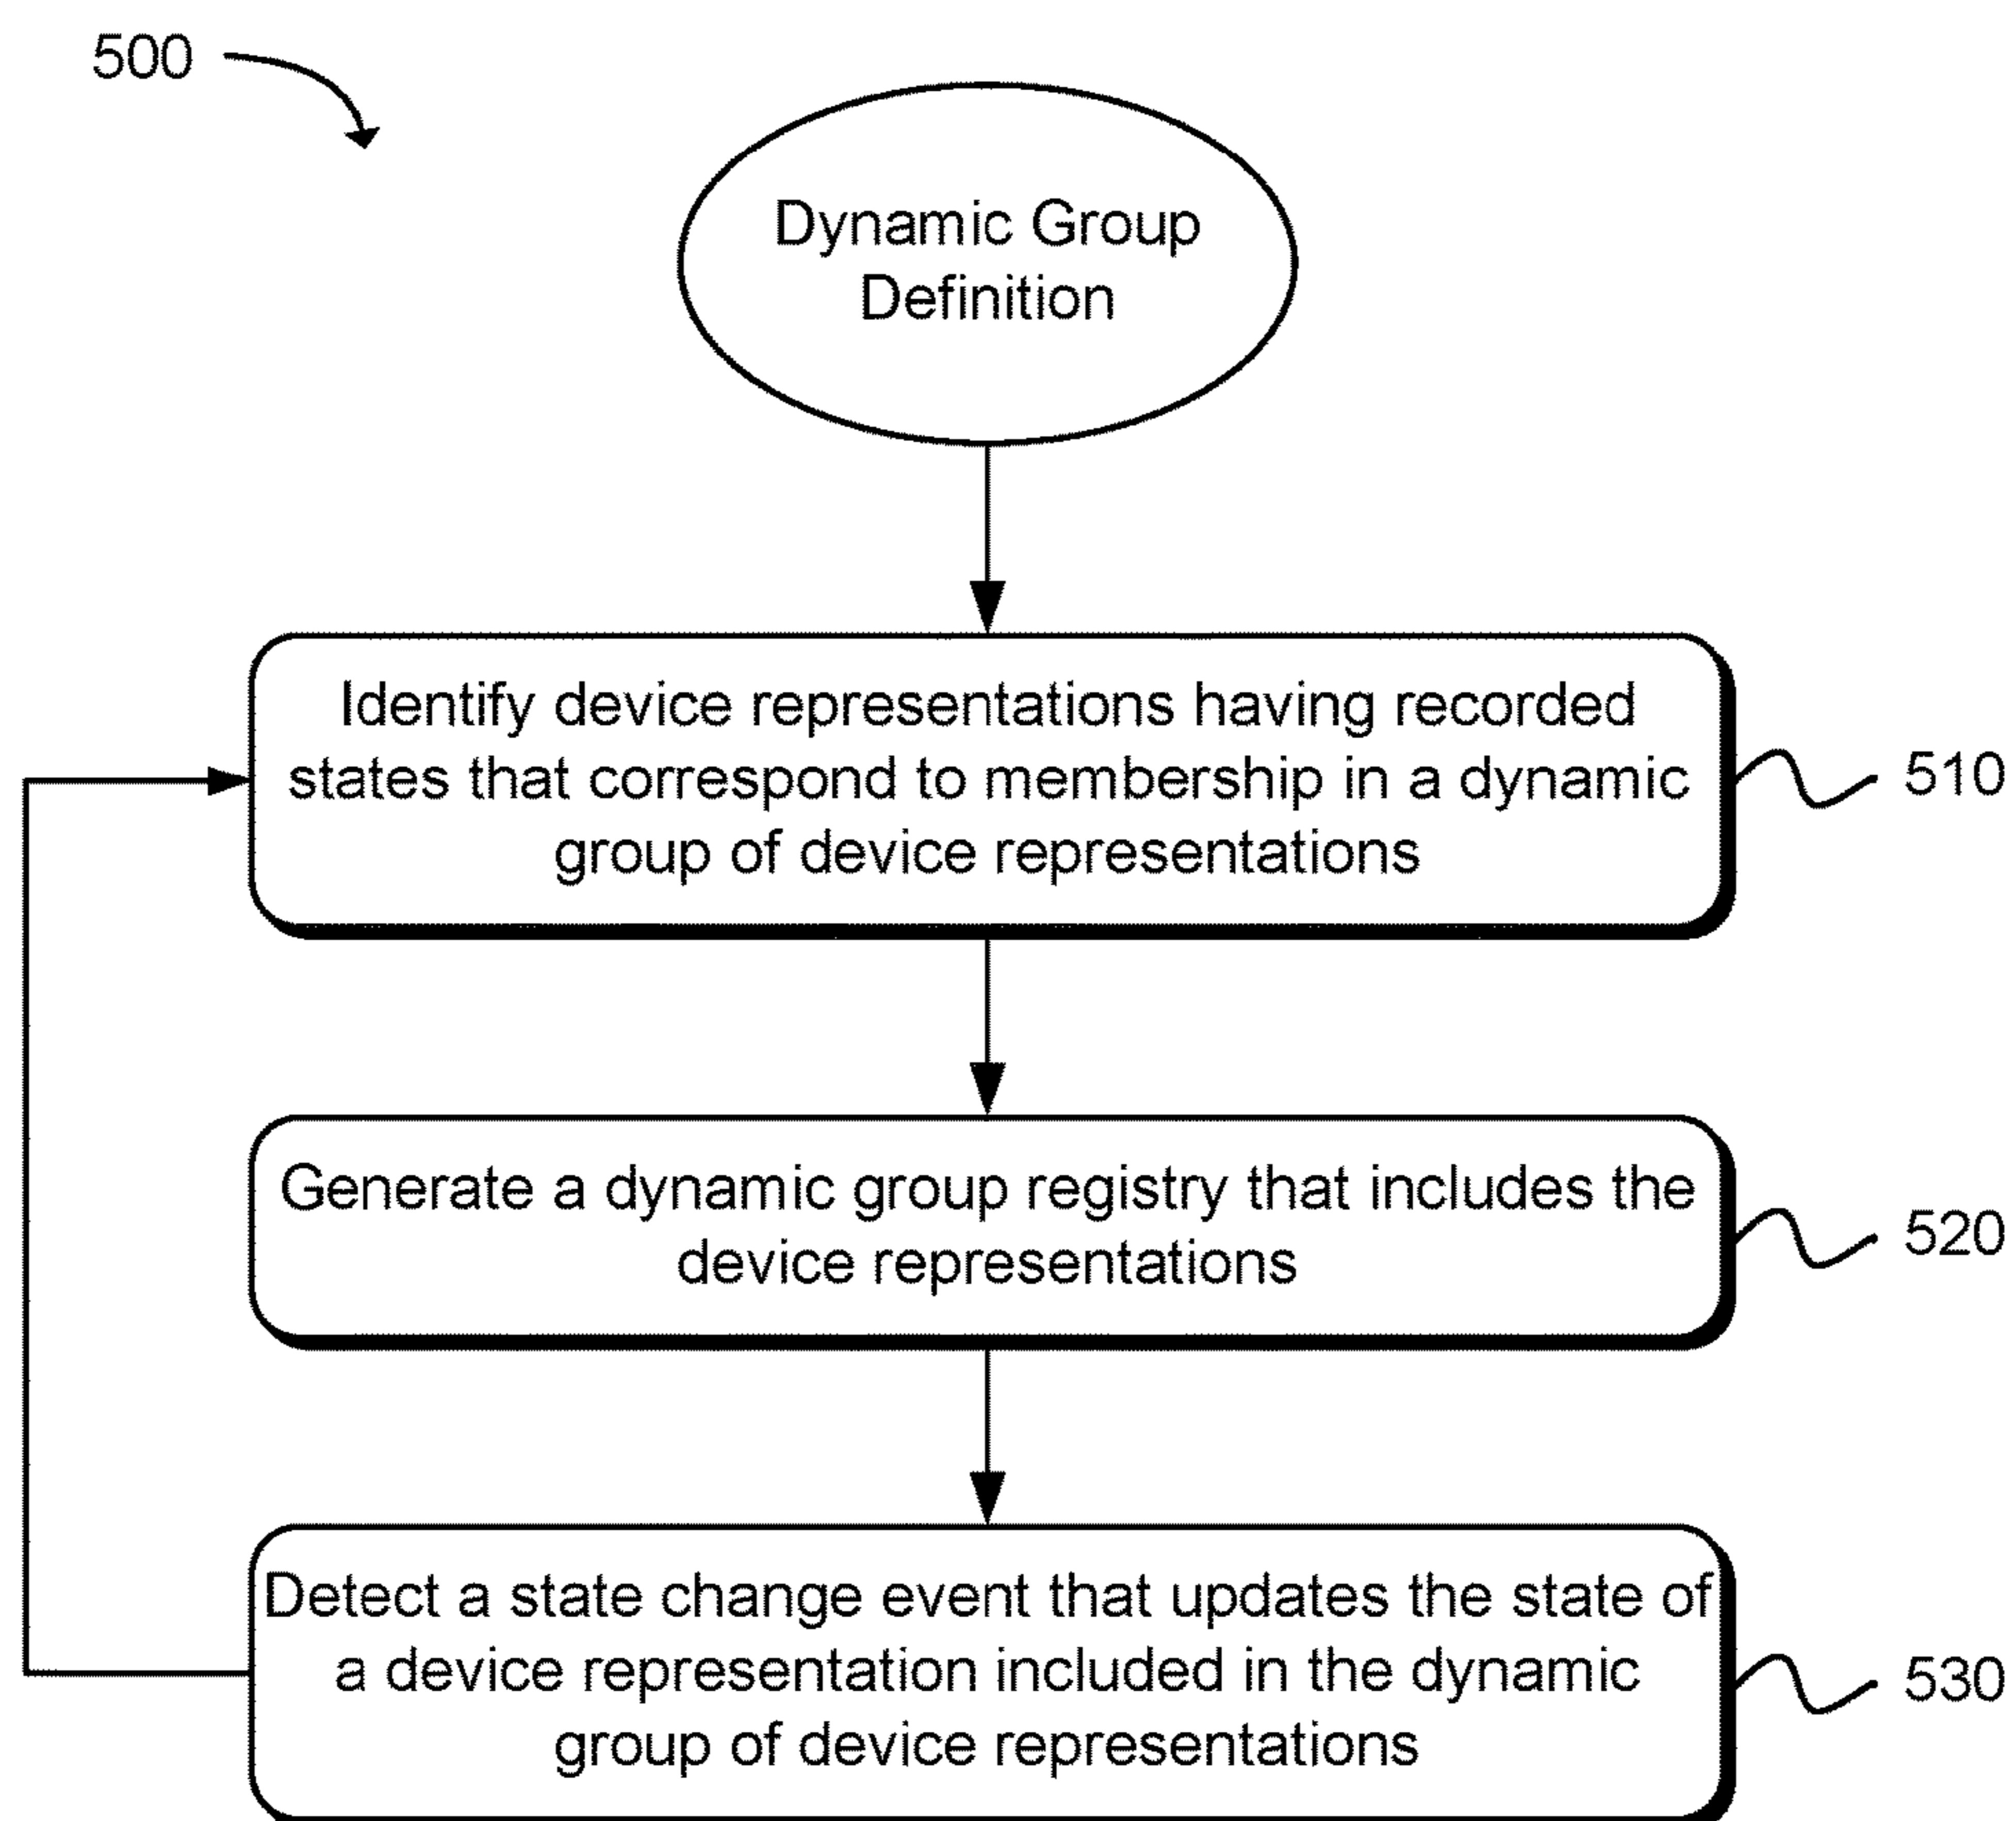 500
Dynamic Group
Definition
Identify device representations having recorded
states that correspond to membership in a dynamic
group of device representations
510
Generate a dynamic group registry that includes the
device representations
520
Detect a state change event that updates the state of
a device representation included in the dynamic
group of device representations
530